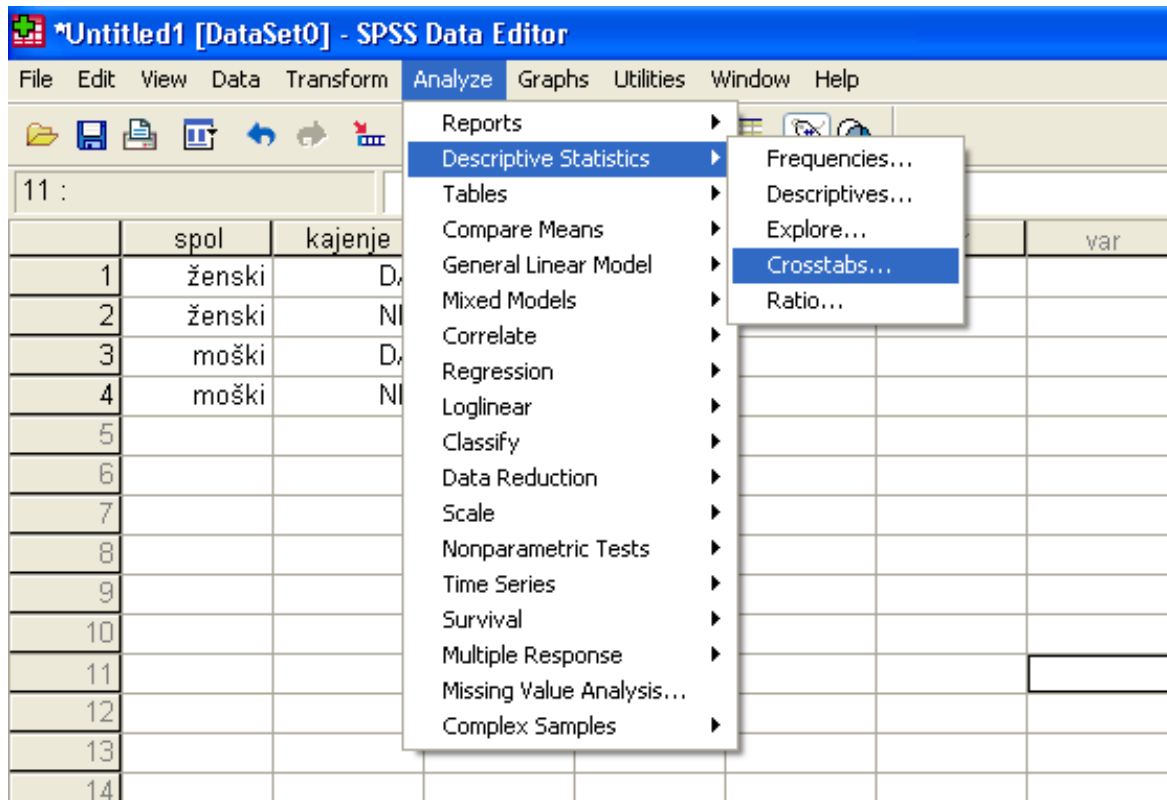 *Untitled1 [DataSet0] - SPSS Data Editor
File Edit View Data Transform Analyze Graphs Utilities Window Help
11 :
spol kajenje var
1 ženski
2 ženski
3 moški
4 moški
5
6
7
8
9
10
11
12
13
14
Reports
Descriptive Statistics
Tables
Compare Means
General Linear Model
Mixed Models
Correlate
Regression
Loglinear
Classify
Data Reduction
Scale
Nonparametric Tests
Time Series
Survival
Multiple Response
Missing Value Analysis...
Complex Samples
Frequencies...
Descriptives...
Explore...
Crosstabs...
Ratio...